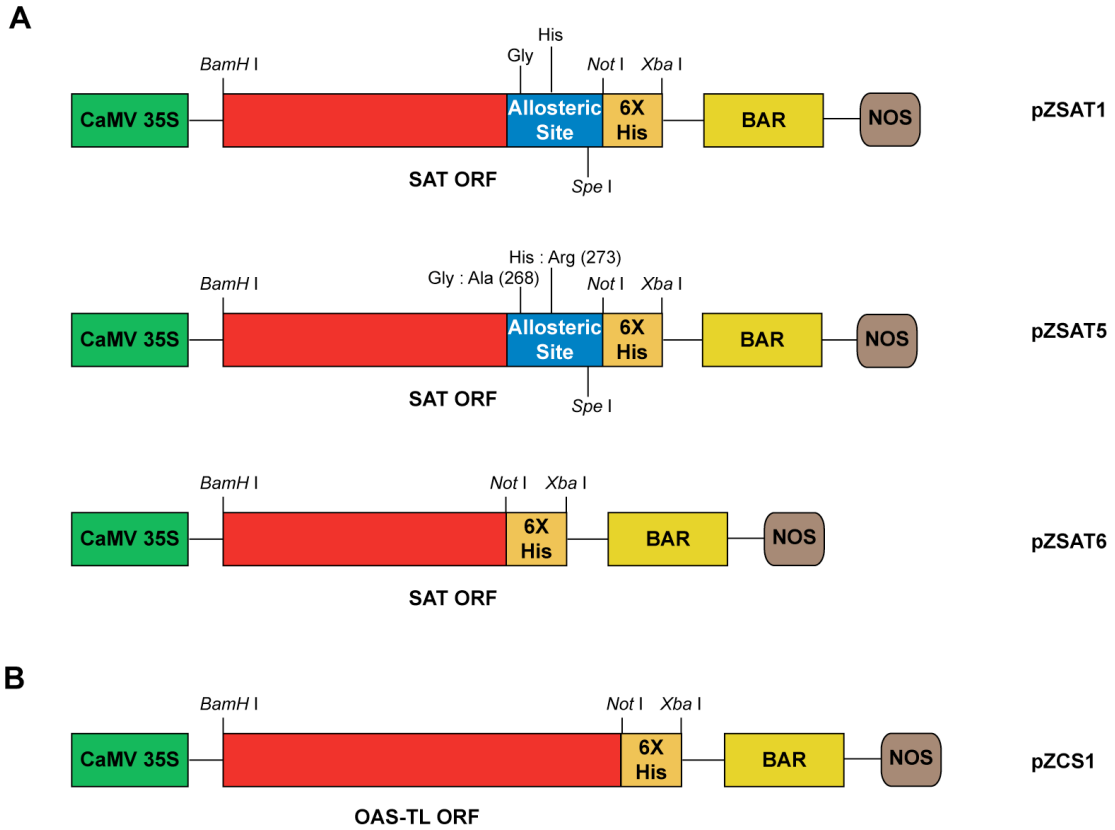 A
His
Gly
BamH I
Not I
Xba I
CaMV 35S
Allosteric
Site
6X
His
BAR
NOS
pZSAT1
SAT ORF
Spe I
His : Arg (273)
Gly : Ala (268)
BamH I
Not I
Xba I
CaMV 35S
Allosteric
Site
6X
His
BAR
NOS
pZSAT5
SAT ORF
Spe I
BamH I
Not I
Xba I
CaMV 35S
6X
His
BAR
NOS
pZSAT6
SAT ORF
B
BamH I
Not I
Xba I
CaMV 35S
6X
His
BAR
NOS
pZCS1
OAS-TL ORF